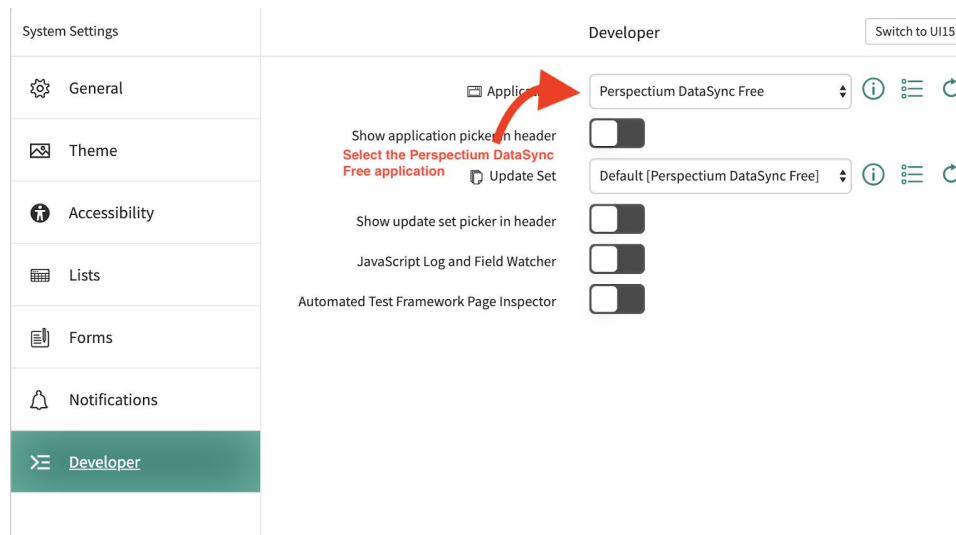 System Settings
Developer
Switch to UI15
General
Perspectium DataSync Free
Show application picker in header
Theme
Select the Perspectium DataSync
Free application
Update Set
Default [Perspectium DataSync Free]
Accessibility
Show update set picker in header
JavaScript Log and Field Watcher
Lists
Automated Test Framework Page Inspector
Forms
Notifications
Developer